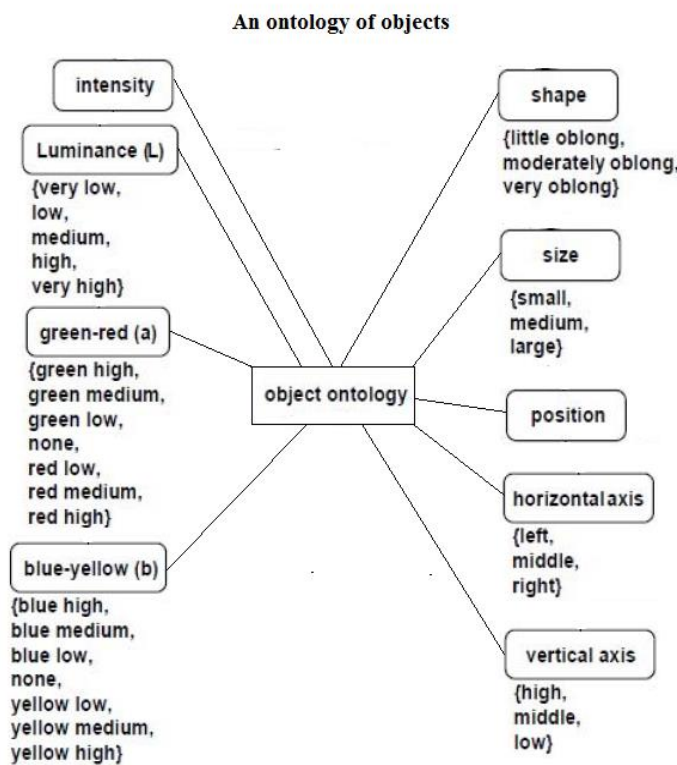 An ontology of objects
intensity
Luminance (L)
{very low,
low,
medium,
high,
very high}
green-red (a)
{green high,
green medium,
green low,
none,
red low,
red medium,
red high}
blue-yellow (b)
{blue high,
blue medium,
blue low,
none,
yellow low,
yellow medium,
yellow high}
object ontology
shape
{little oblong,
moderately oblong,
very oblong}
size
{small,
medium,
large}
position
horizontal axis
{left,
middle,
right}
vertical axis
{high,
middle,
low}